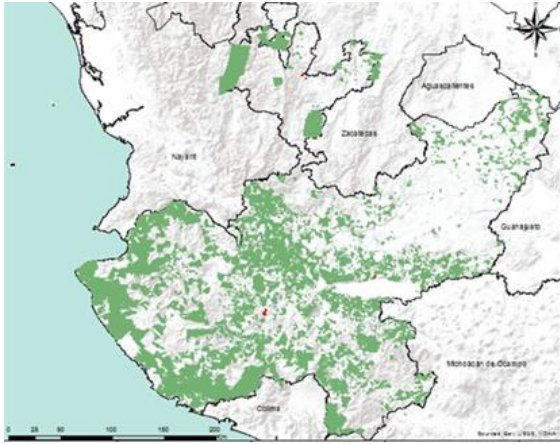 Aguascalientes
Zacatecas
Nayarit
Guanajuato
Michoacán de Ocampo
Colima
0 25 50 100 150 200